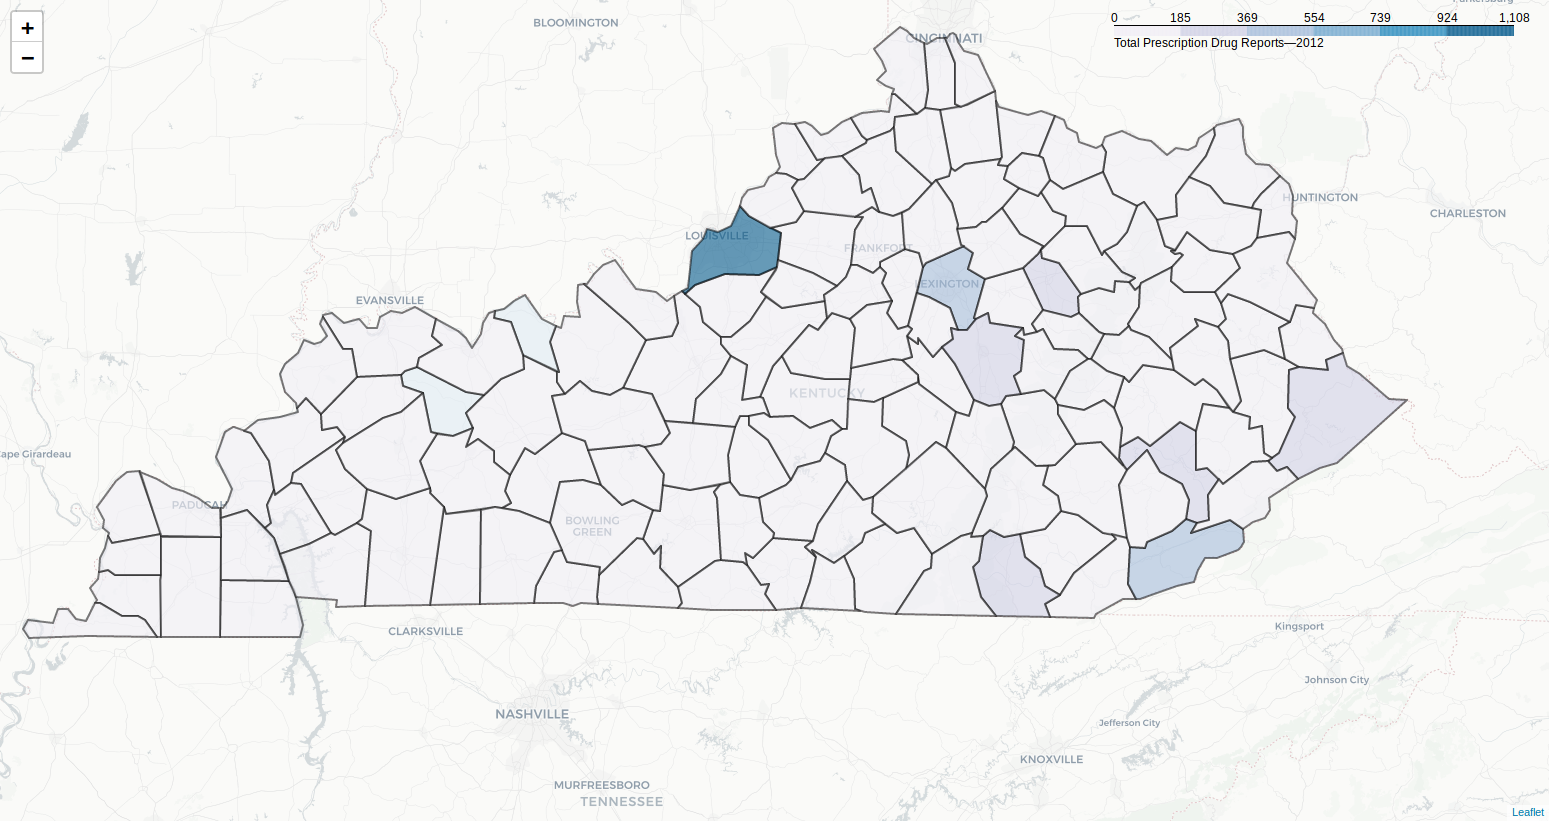 +
−
BLOOMINGTON
CINCINNATI
0 185 369 554 739 924 1,108
Total Prescription Drug Reports—2012
HUNTINGTON
CHARLESTON
LOUISVILLE
FRANKFORT
LEXINGTON
EVANSVILLE
KENTUCKY
Cape Girardeau
PADUCAH
BOWLING
GREEN
CLARKSVILLE
Kingsport
Johnson City
NASHVILLE
Jefferson City
KNOXVILLE
MURFREESBORO
TENNESSEE
Leaflet